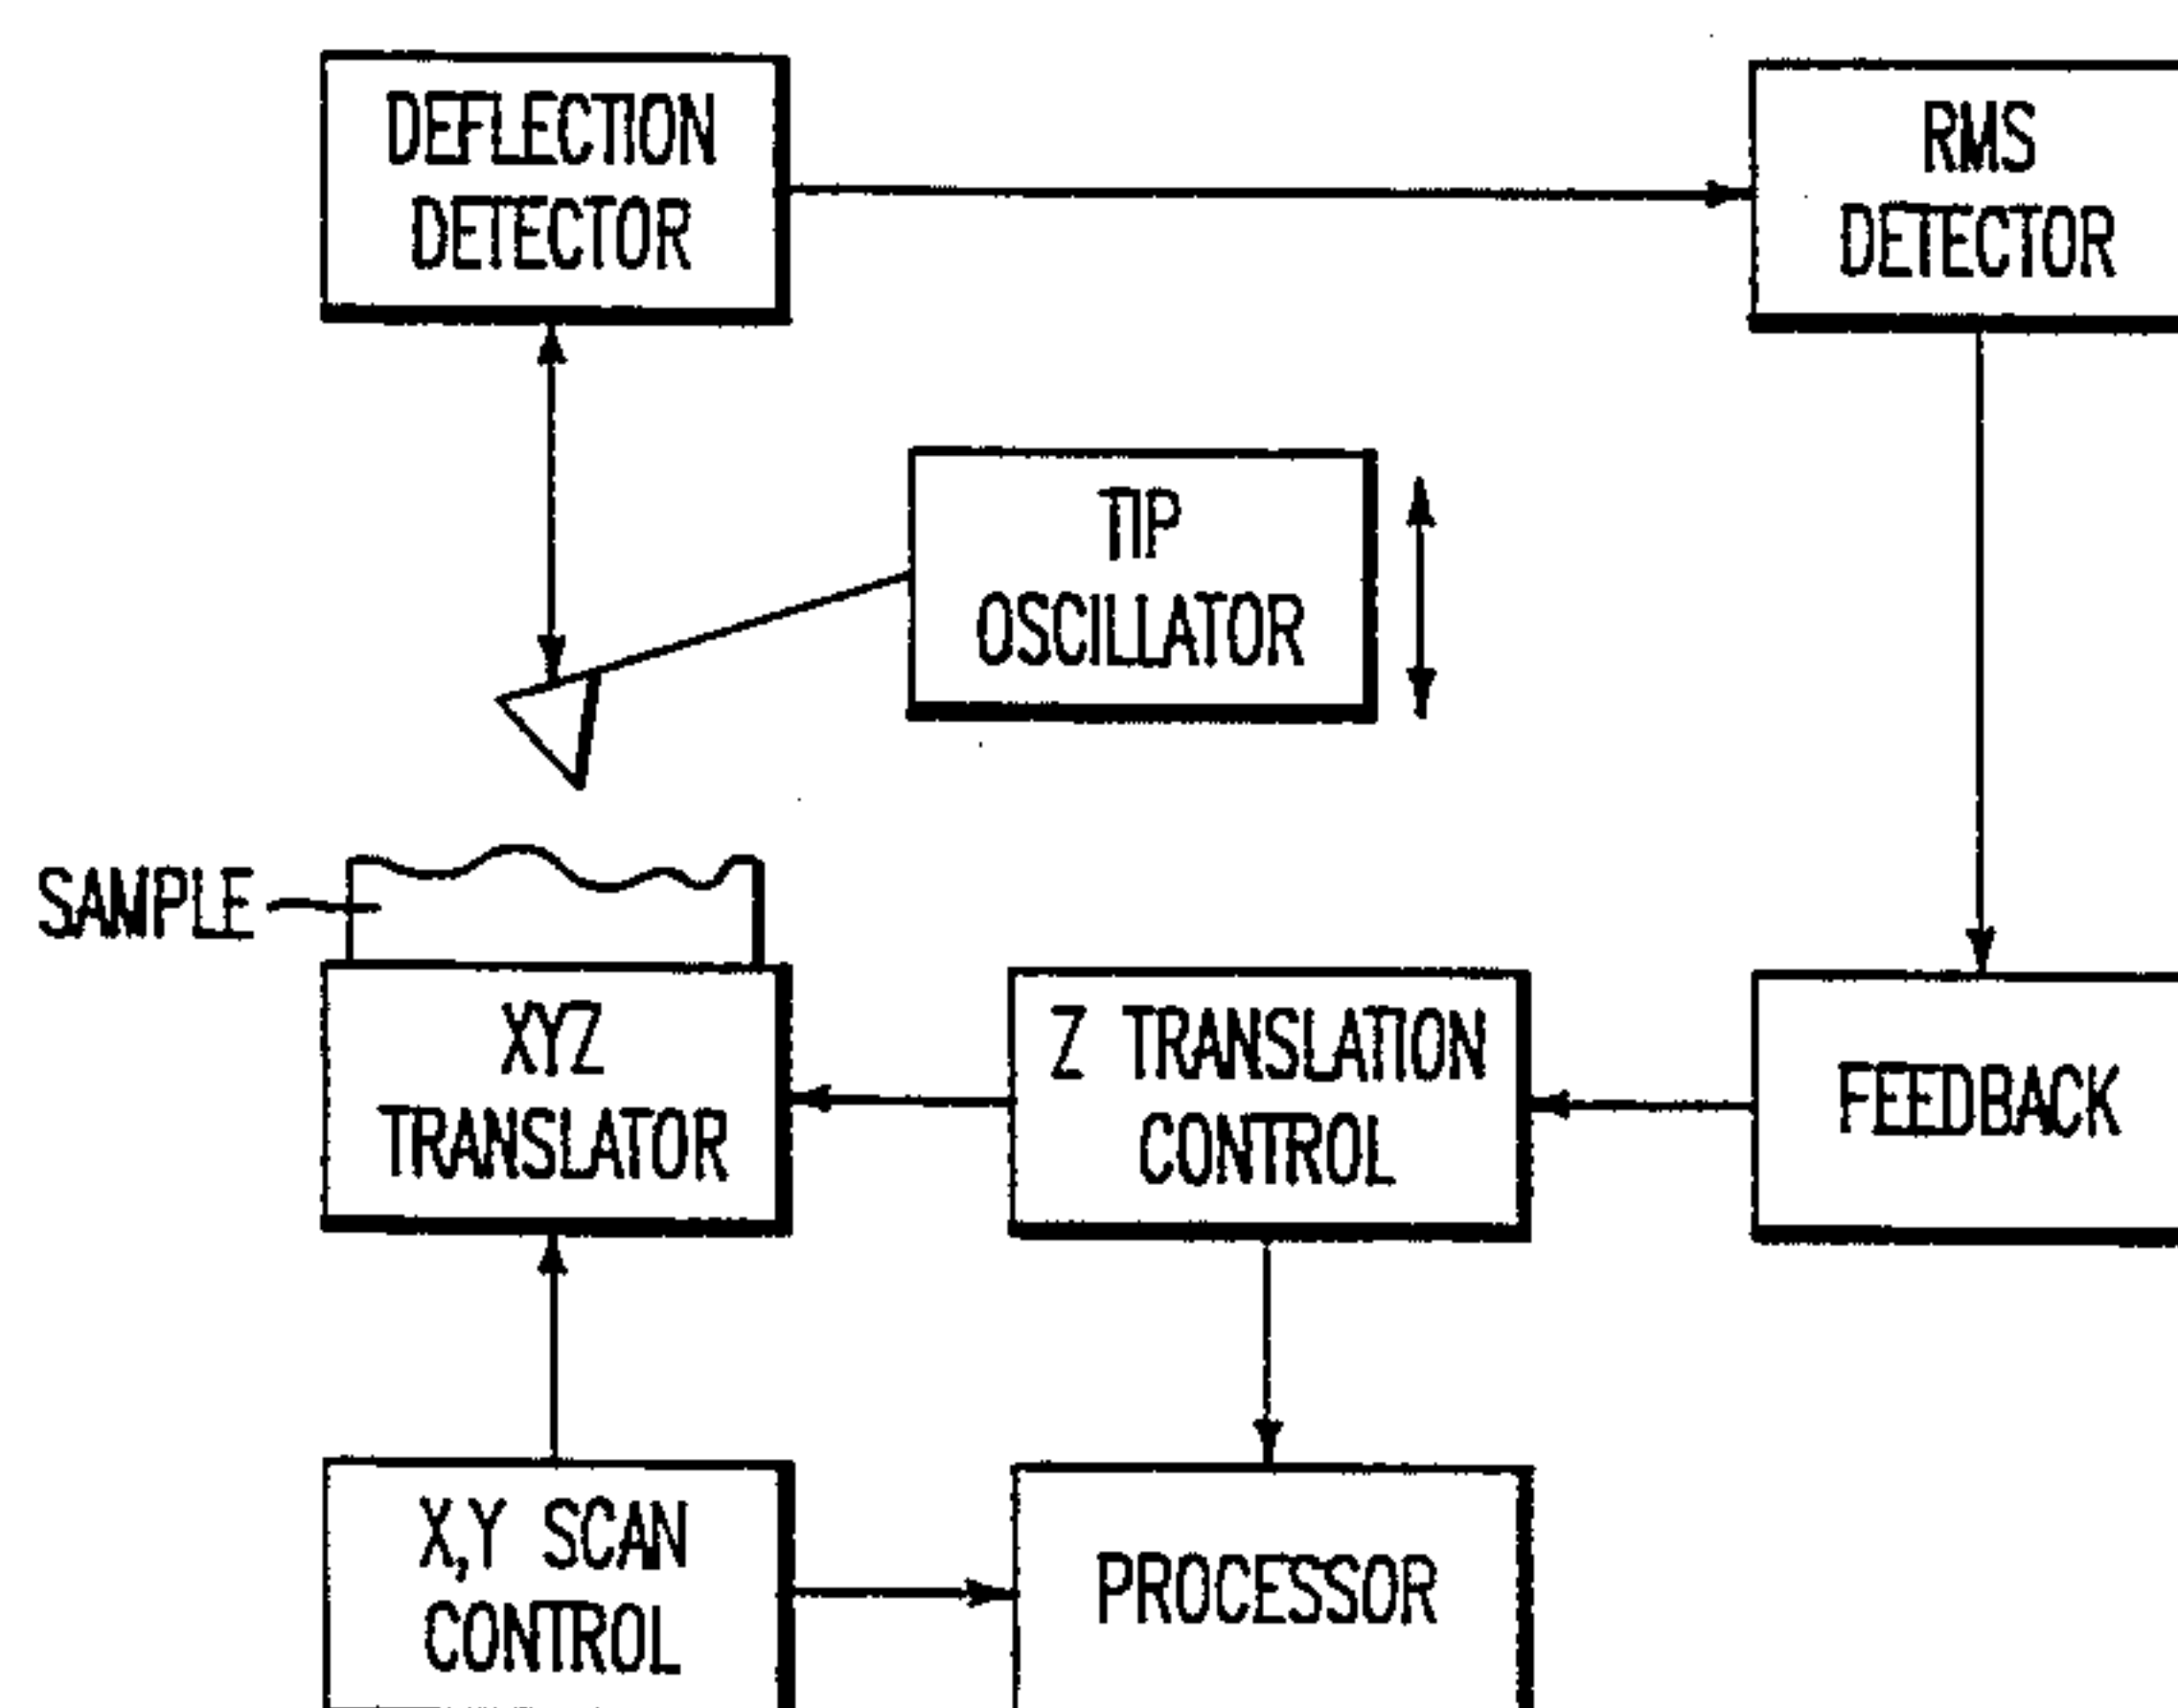 DEFLECTION
DETECTOR
RMS
DETECTOR
TIP
OSCILLATOR
SAMPLE
XYZ
TRANSLATOR
Z TRANSLATION
CONTROL
FEEDBACK
X,Y SCAN
CONTROL
PROCESSOR